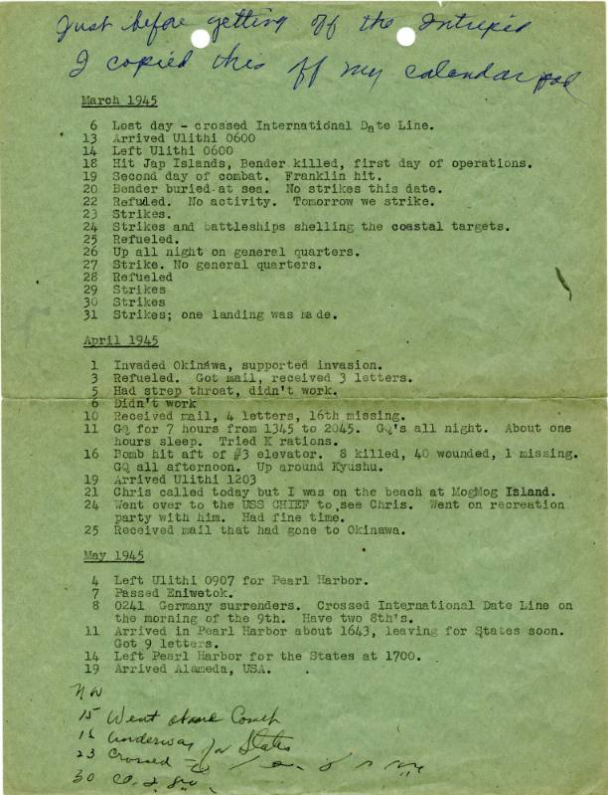 Just before getting off the Intrepid
I copied this off my calendar pad
March 1945
6 Lost day - crossed International Date Line.
13 Arrived Ulithi 0600
14 Left Ulithi 0600
18 Hit Jap Islands, Bender killed, first day of operations.
19 Second day of combat. Franklin hit.
20 Bender buried at sea. No strikes this date.
22 Refuled. No activity. Tomorrow we strike.
23 Strikes.
24 Strikes and battleships shelling the coastal targets.
25 Refueled.
26 Up all night on general quarters.
27 Strike. No general quarters.
28 Refueled
29 Strikes
30 Strikes
31 Strikes; one landing was made.
April 1945
1 Invaded Okinawa, supported invasion.
3 Refueled. Got mail, received 3 letters.
5 Had strep throat, didn't work.
6 Didn't work
10 Received mail, 4 letters, 16th missing.
11 GQ for 7 hours from 1345 to 2045. GQ's all night. About one
hours sleep. Tried K rations.
16 Bomb hit aft of #3 elevator. 8 killed, 40 wounded, 1 missing.
GQ all afternoon. Up around Kyushu.
19 Arrived Ulithi 1203
21 Chris called today but I was on the beach at MogMog Island.
24 Went over to the USS CHIEF to see Chris. Went on recreation
party with him. Had fine time.
25 Received mail that had gone to Okinawa.
May 1945
4 Left Ulithi 0907 for Pearl Harbor.
7 Passed Eniwetok.
8 0241 Germany surrenders. Crossed International Date Line on
the morning of the 9th. Have two 8th's.
11 Arrived in Pearl Harbor about 1643, leaving for States soon.
Got 9 letters.
14 Left Pearl Harbor for the States at 1700.
19 Arrived Alameda, USA.
15 Went
16 Underway for States
23 Crossed
30